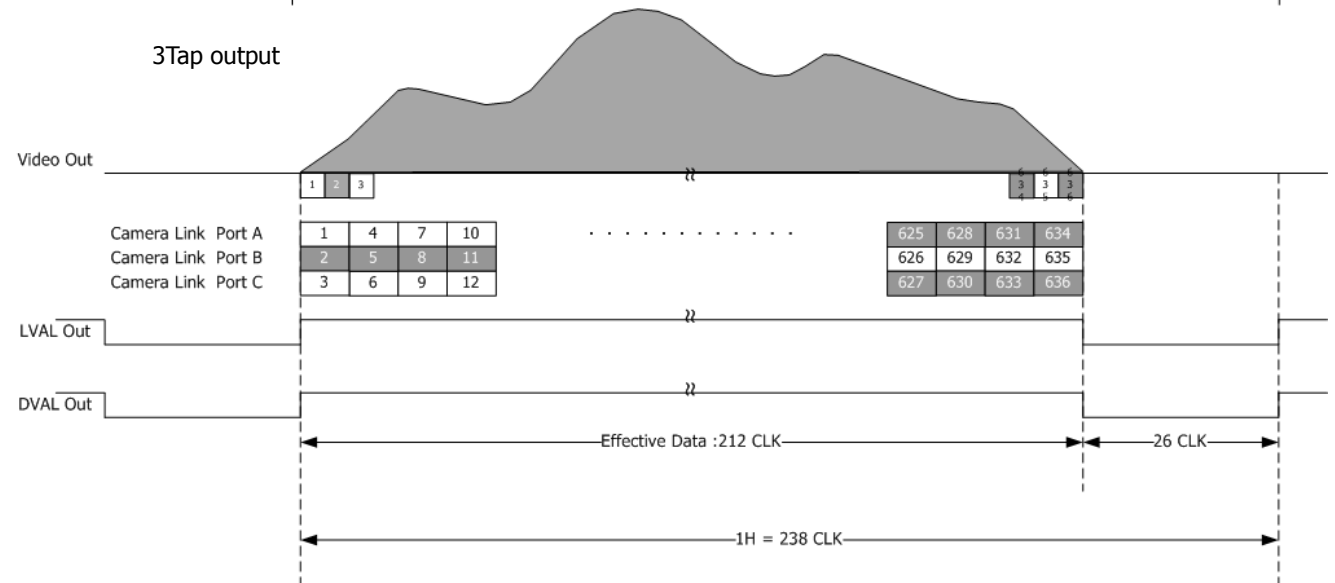 3Tap output
Video Out
1 2 3
634 635 636
Camera Link Port A 1 4 7 10 . . . . . . . . . . . . 625 628 631 634
Camera Link Port B 2 5 8 11 626 629 632 635
Camera Link Port C 3 6 9 12 627 630 633 636
LVAL Out
DVAL Out
Effective Data :212 CLK
26 CLK
1H = 238 CLK